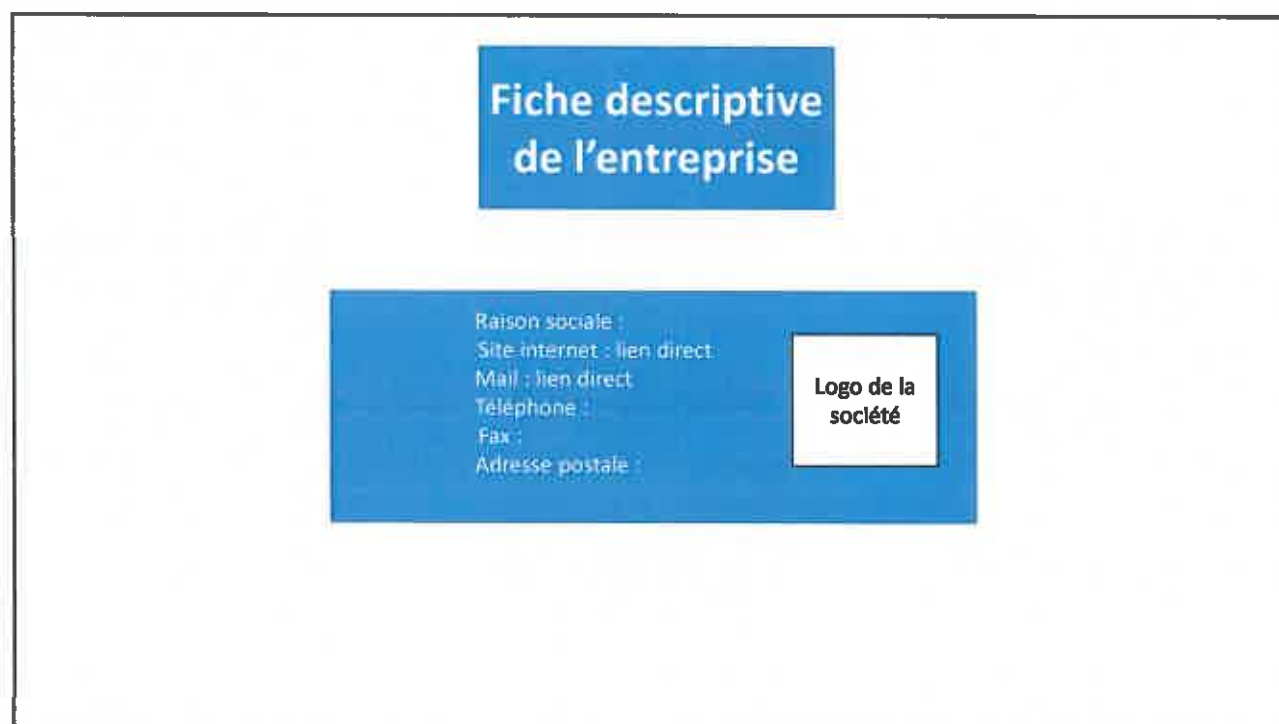 Fiche descriptive
de l'entreprise
Raison sociale :
Site internet : lien direct
Mail : lien direct
Téléphone :
Fax :
Adresse postale :
Logo de la
société